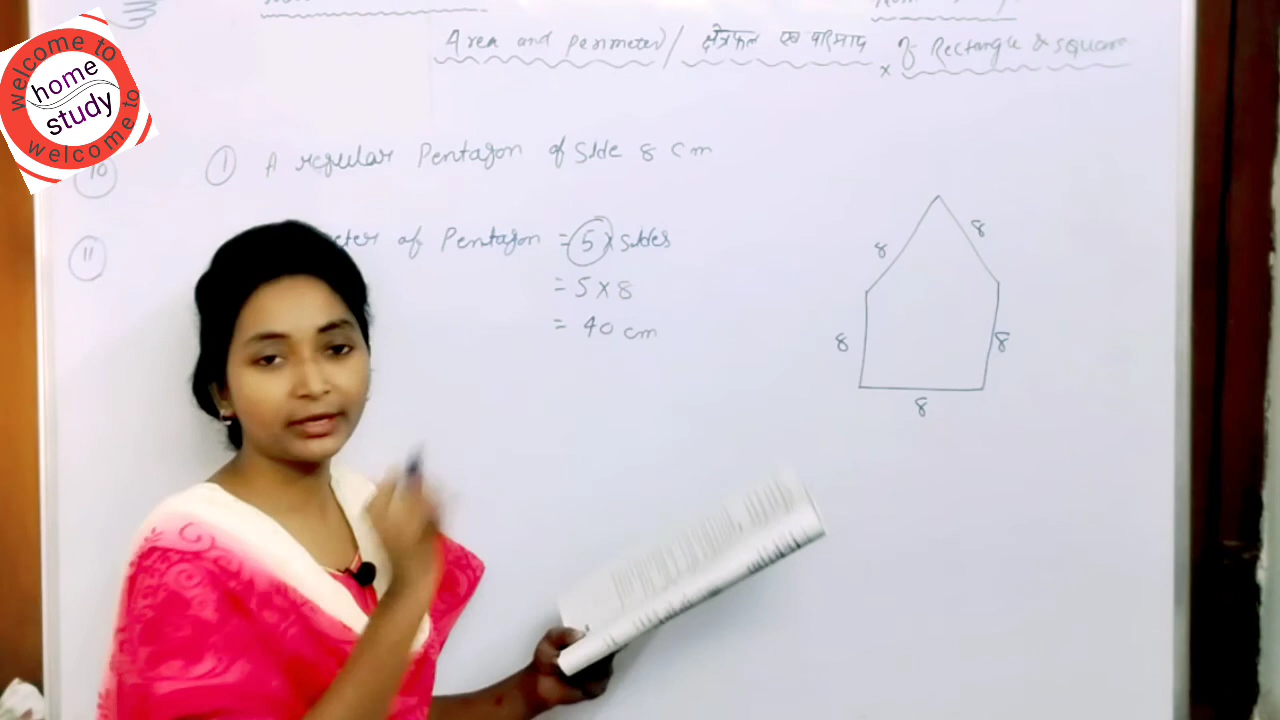 welcome to
home
study
welcome to
Area and perimeter / क्षेत्रफल एवं परिमाप of Rectangle & square
×
10
① A regular Pentagon of side 8 cm
11
of Pentagon = 5 × sides
= 5 × 8
= 40 cm
8
8
8
8
8